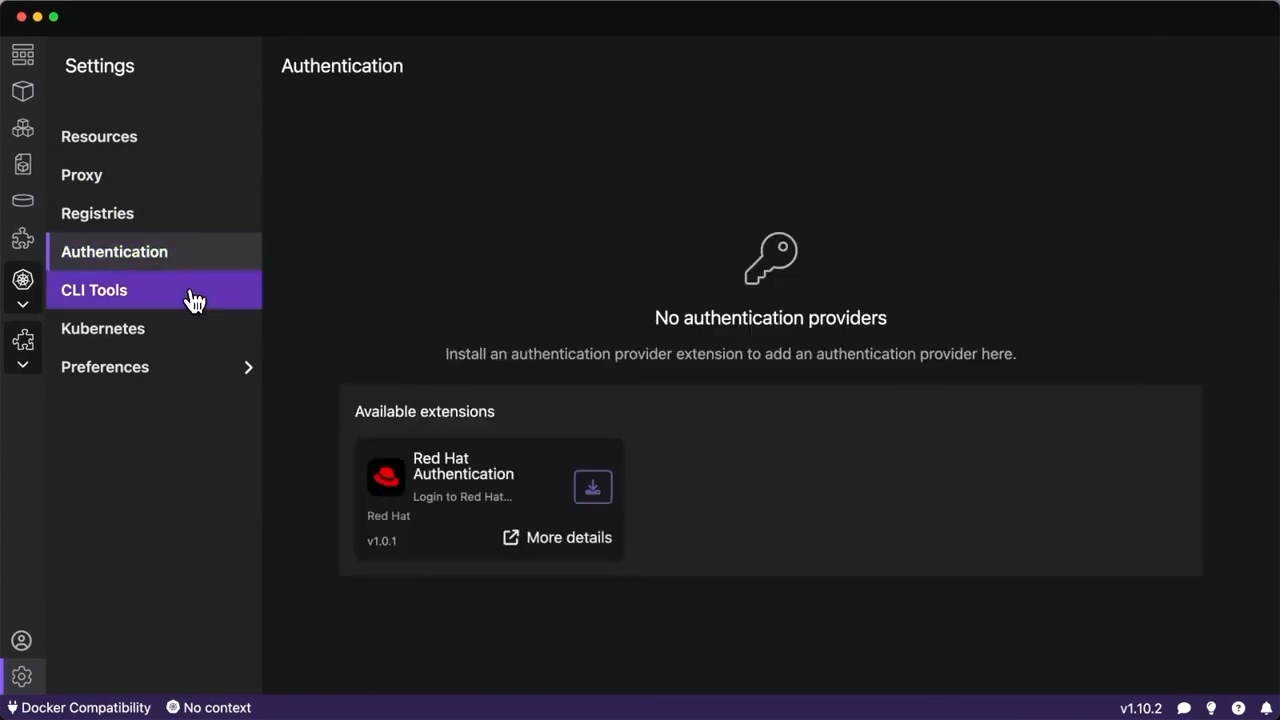 Settings
Authentication
Resources
Proxy
Registries
Authentication
CLI Tools
Kubernetes
Preferences
No authentication providers
Install an authentication provider extension to add an authentication provider here.
Available extensions
Red Hat
Authentication
Login to Red Hat...
Red Hat
v1.0.1
More details
Docker Compatibility
No context
v1.10.2